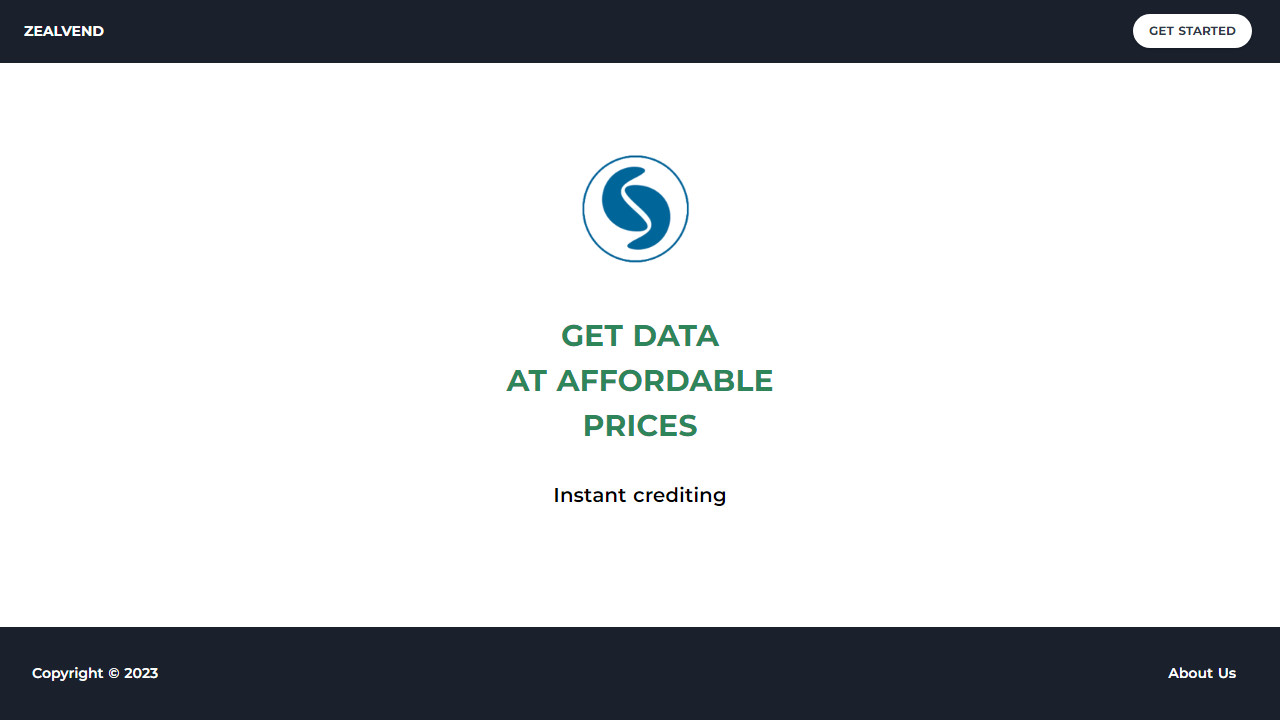 ZEALVEND
GET STARTED
GET DATA
AT AFFORDABLE
PRICES
Instant crediting
Copyright © 2023
About Us